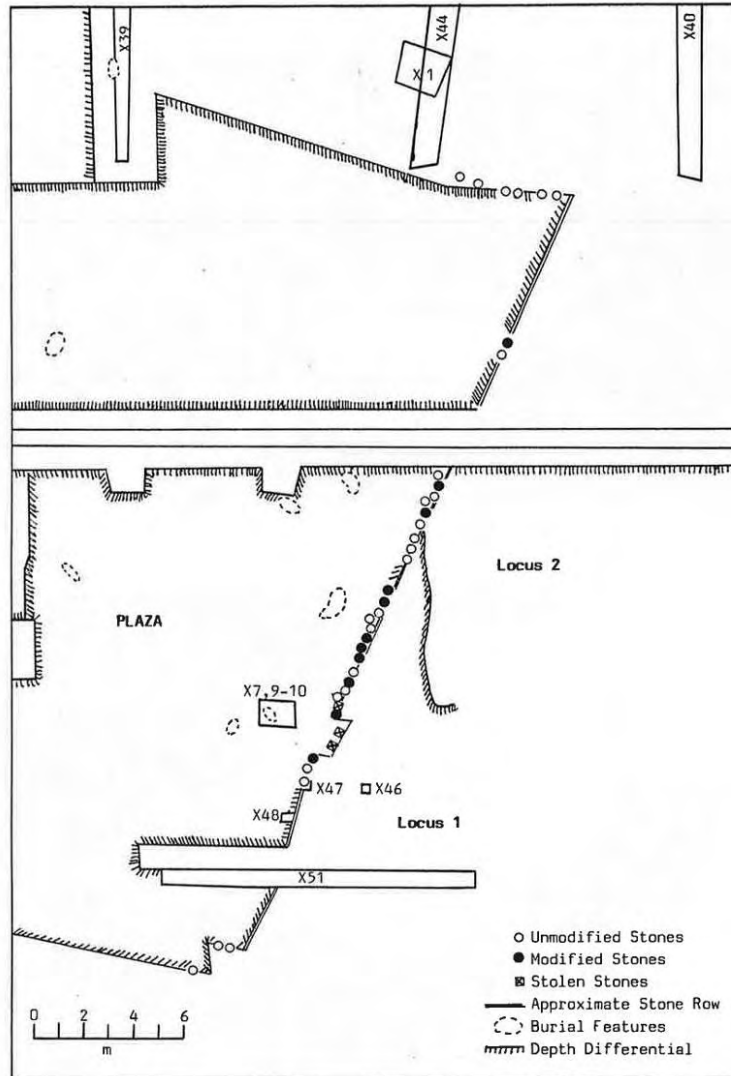 X39
X44
X40
X1
Locus 2
PLAZA
X7,9-10
X47
X46
X48
Locus 1
X51
Unmodified Stones
Modified Stones
Stolen Stones
Approximate Stone Row
Burial Features
Depth Differential
0 2 4 6
m